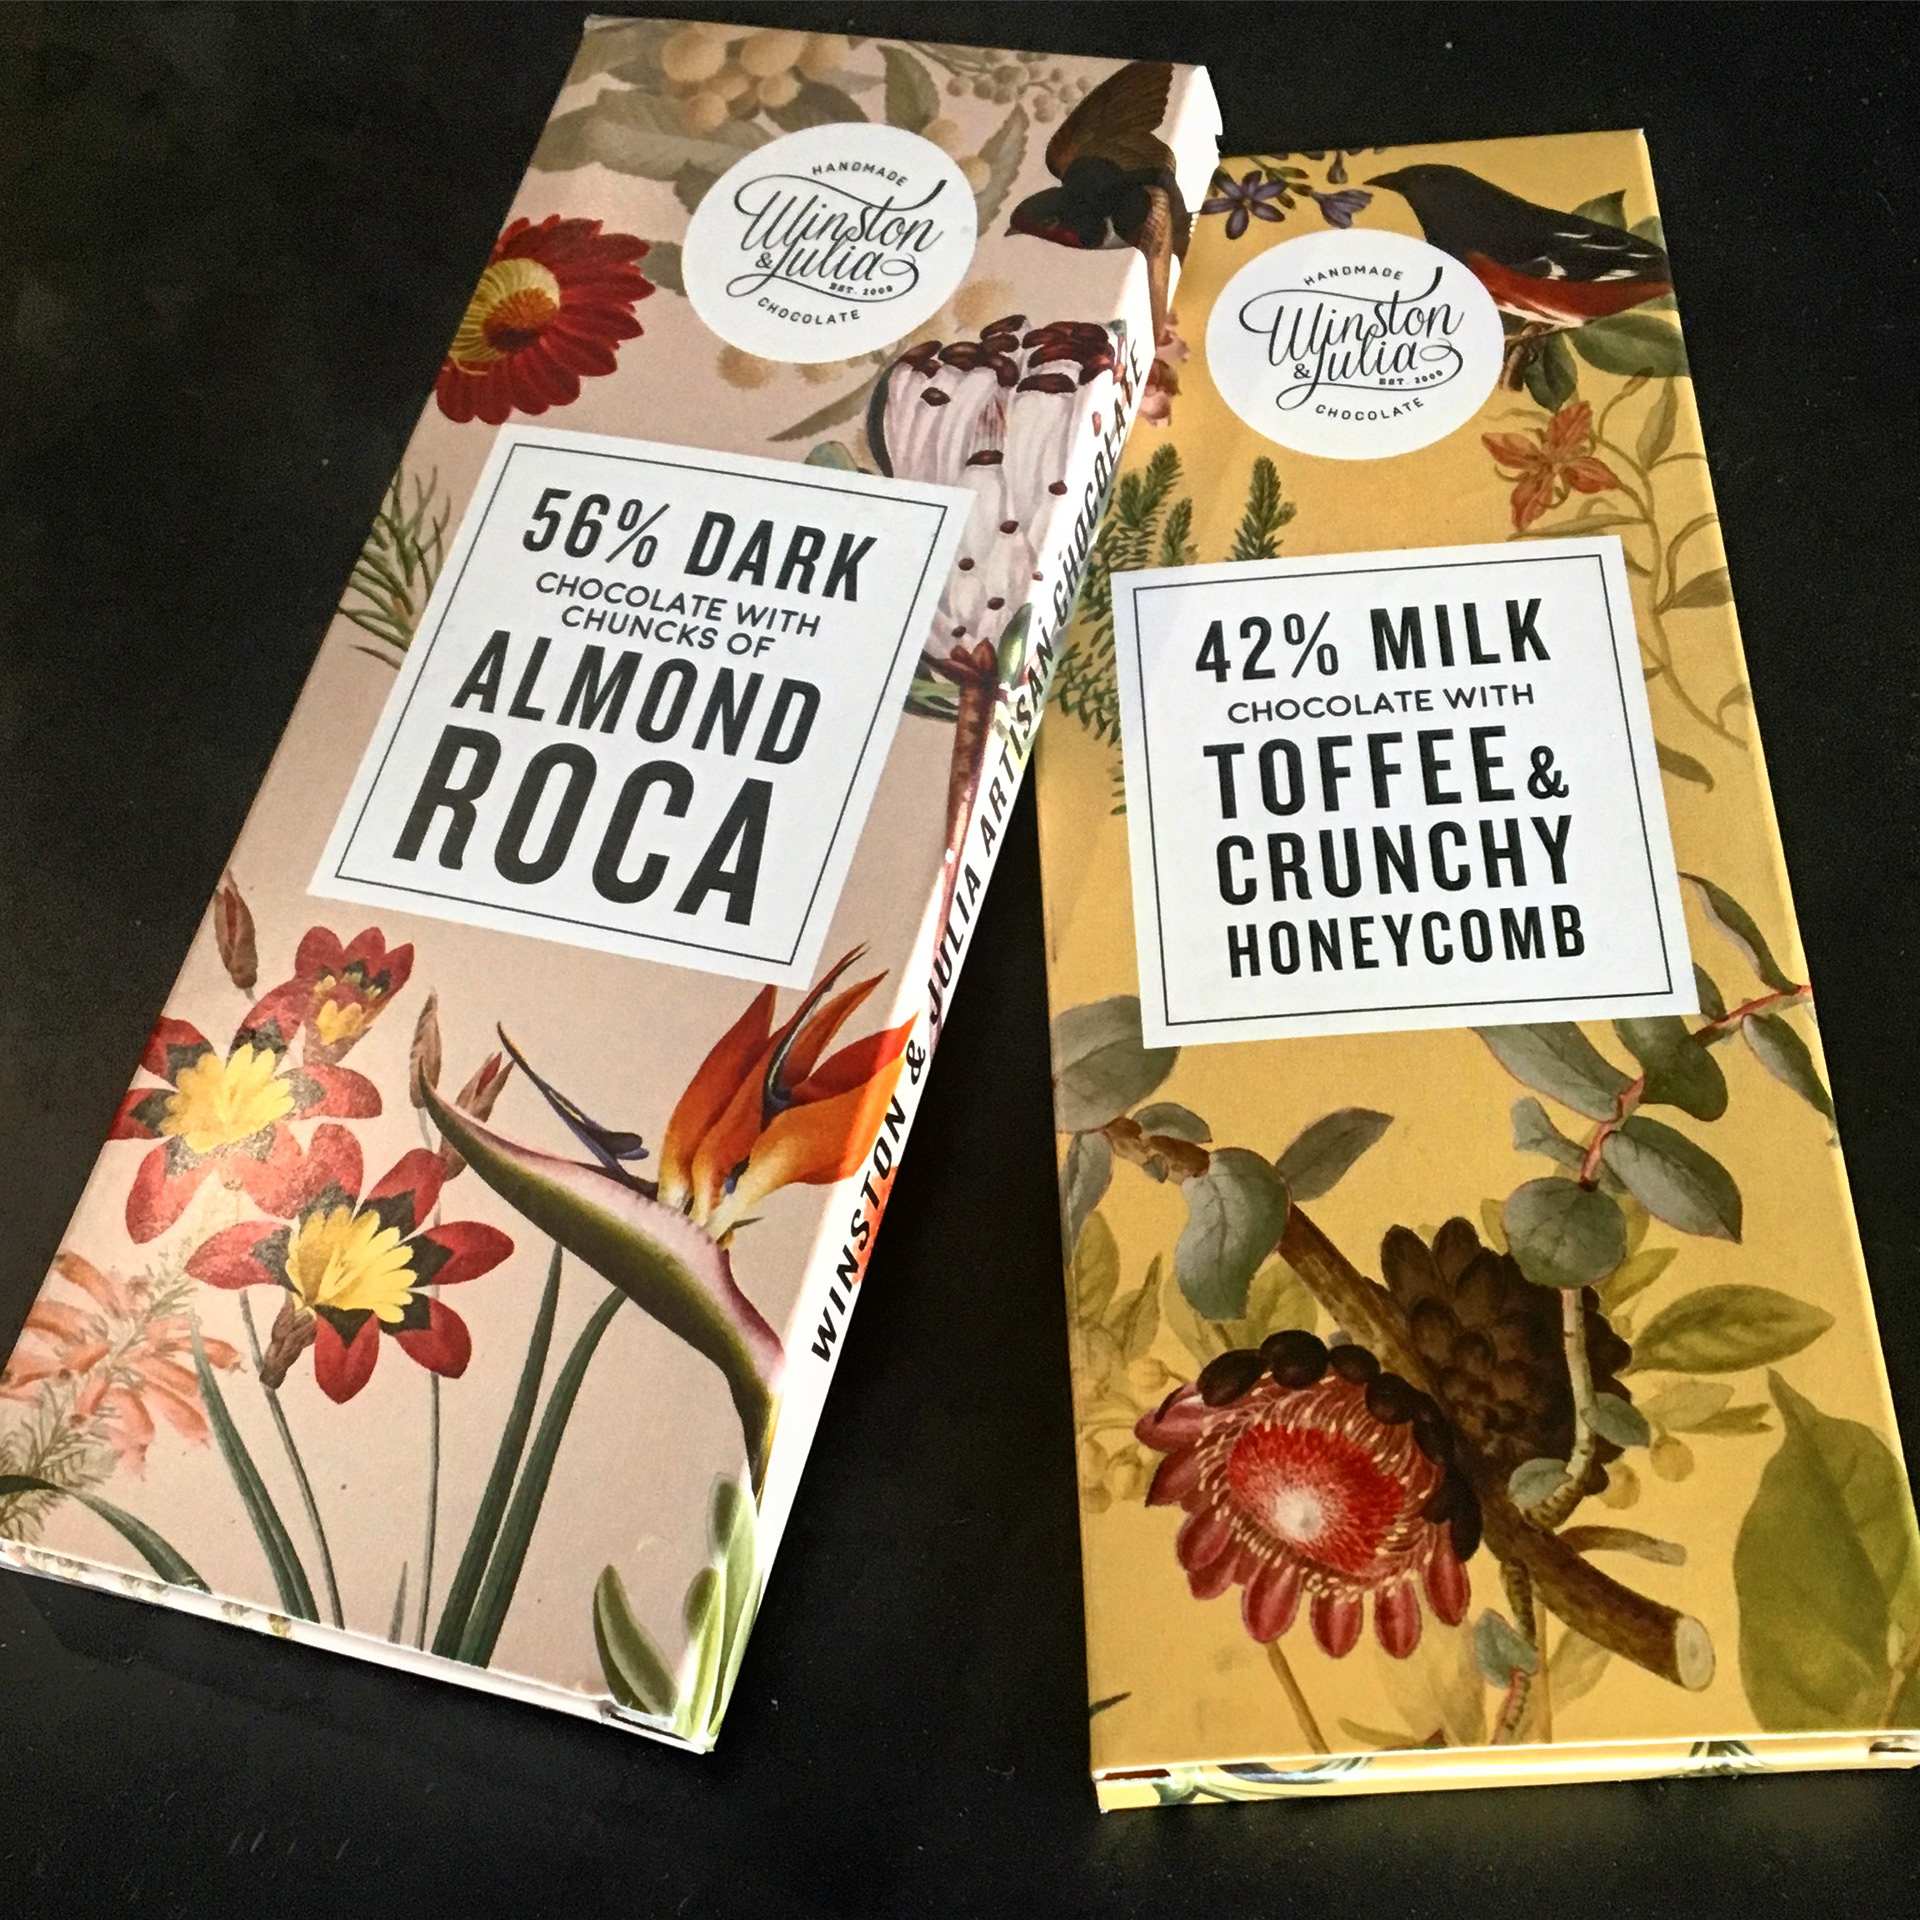 HANDMADE
Winston
& Julia
EST. 2009
CHOCOLATE
56% DARK
CHOCOLATE WITH
CHUNCKS OF
ALMOND
ROCA
WINSTON & JULIA ARTISAN CHOCOLATE
HANDMADE
Winston
& Julia
EST. 2009
CHOCOLATE
42% MILK
CHOCOLATE WITH
TOFFEE &
CRUNCHY
HONEYCOMB